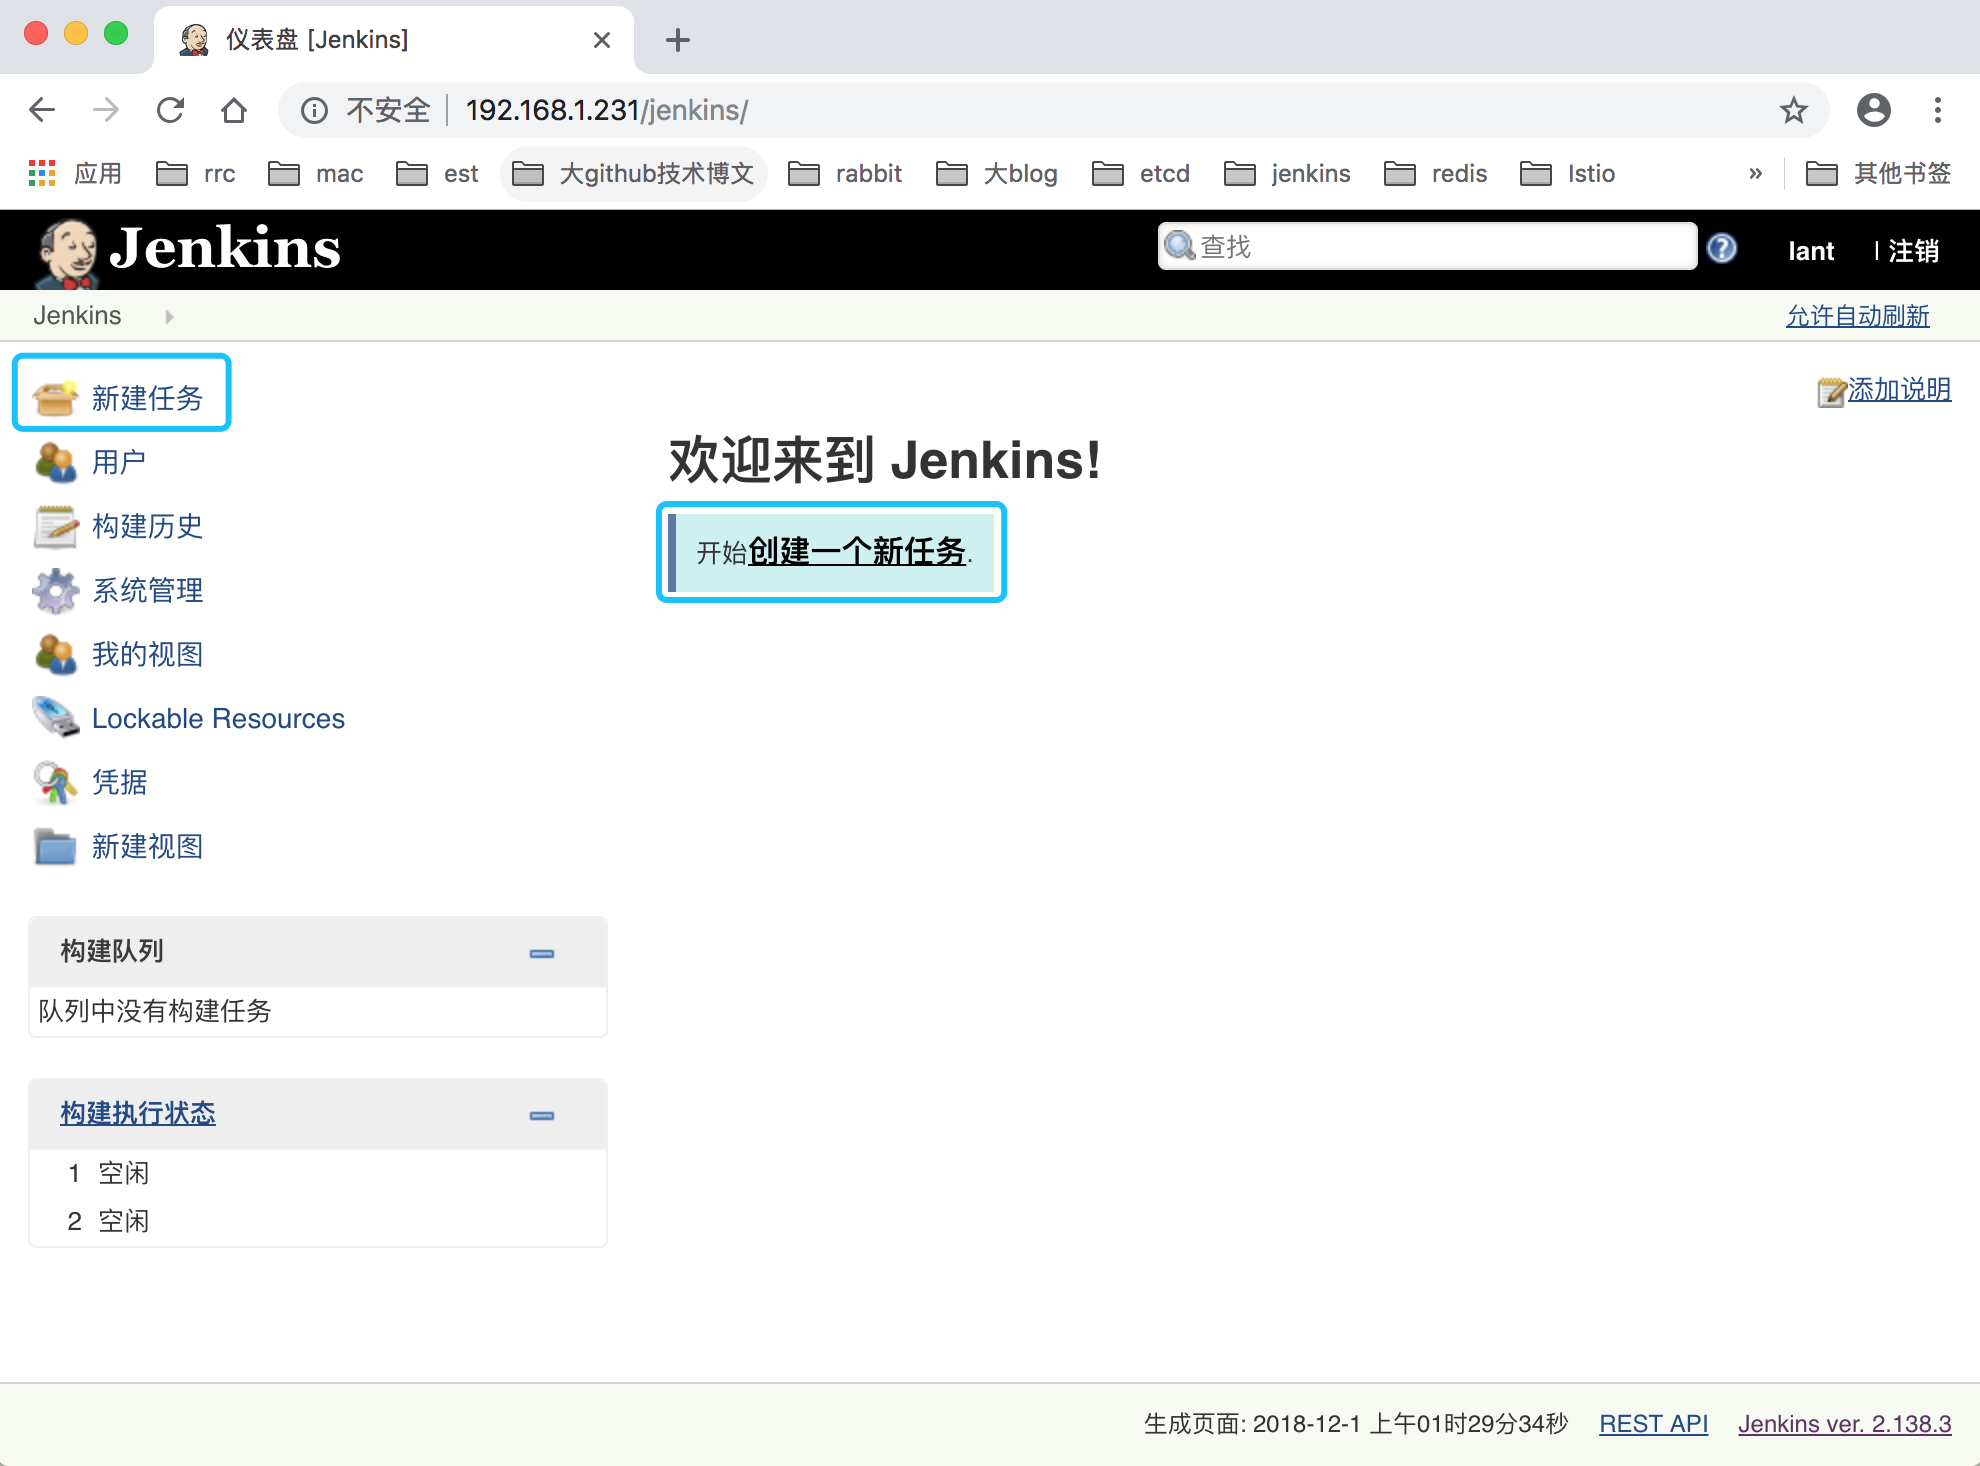 仪表盘 [Jenkins]
不安全 192.168.1.231/jenkins/
应用 rrc mac est 大github技术博文 rabbit 大blog etcd jenkins redis Istio » 其他书签
Jenkins 查找 lant | 注销
Jenkins 允许自动刷新
新建任务
用户
构建历史
系统管理
我的视图
Lockable Resources
凭据
新建视图
构建队列
队列中没有构建任务
构建执行状态
1 空闲
2 空闲
添加说明
欢迎来到 Jenkins!
开始创建一个新任务.
生成页面: 2018-12-1 上午01时29分34秒 REST API Jenkins ver. 2.138.3